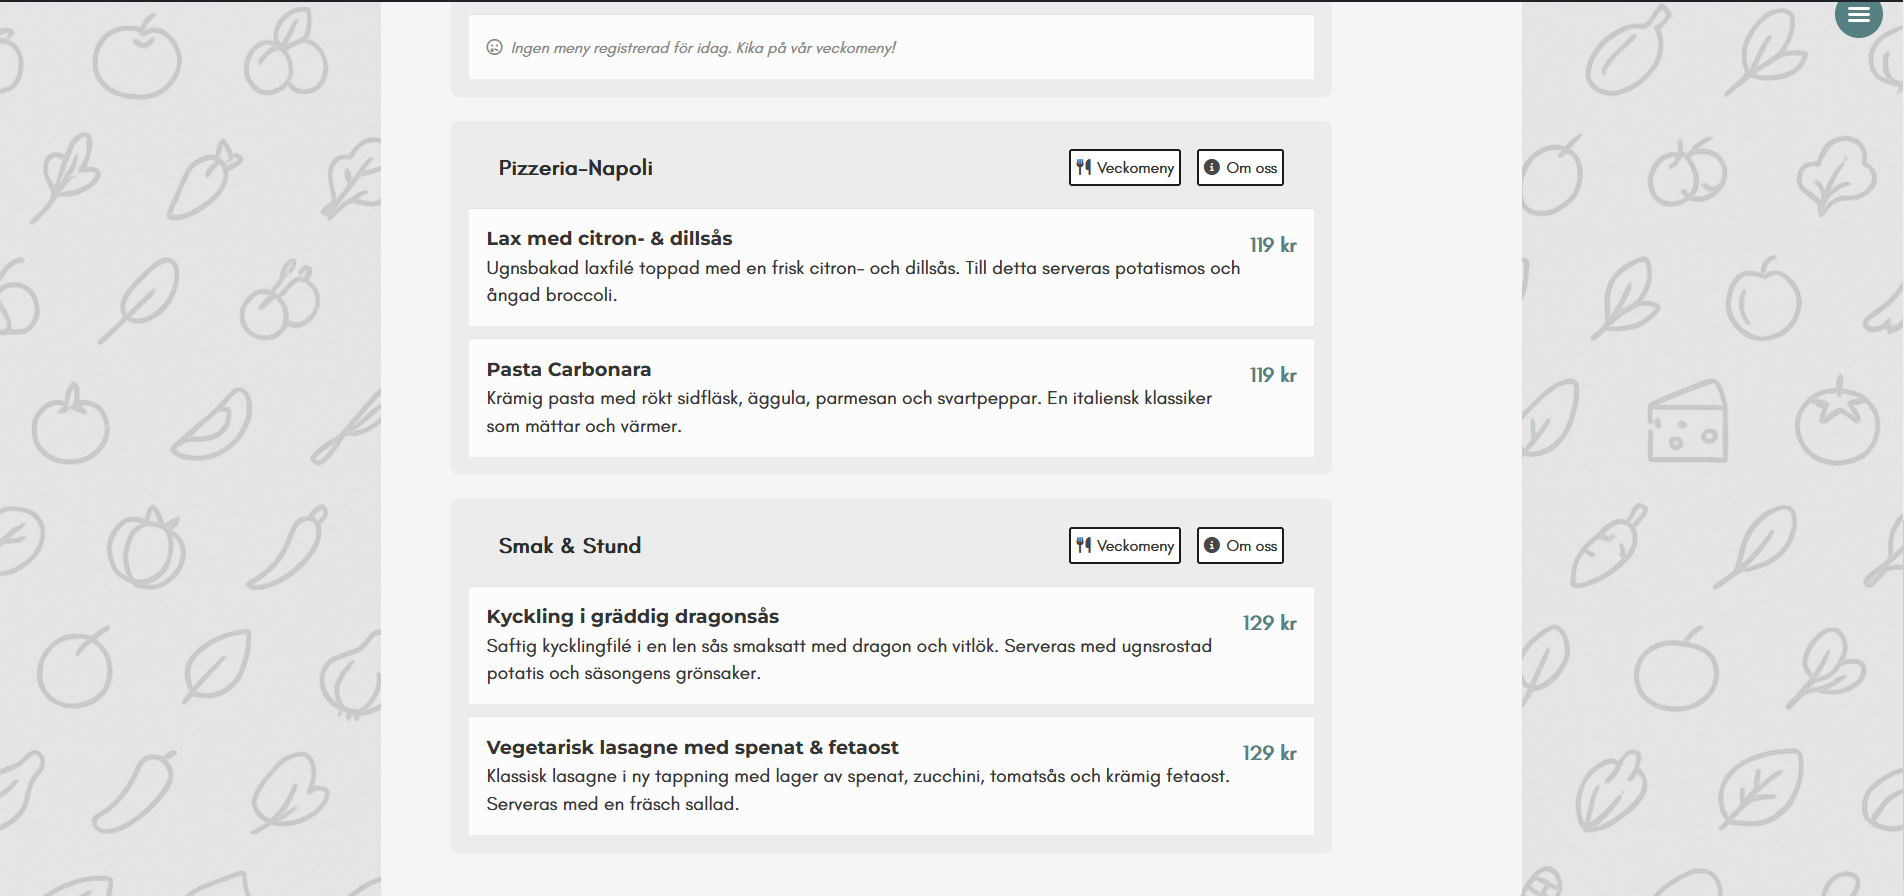 Ingen meny registrerad för idag. Kika på vår veckomeny!
Pizzeria-Napoli
Veckomeny
Om oss
Lax med citron- & dillsås
119 kr
Ugnsbakad laxfilé toppad med en frisk citron- och dillsås. Till detta serveras potatismos och
ångad broccoli.
Pasta Carbonara
119 kr
Krämig pasta med rökt sidfläsk, äggula, parmesan och svartpeppar. En italiensk klassiker
som mättar och värmer.
Smak & Stund
Veckomeny
Om oss
Kyckling i gräddig dragonsås
129 kr
Saftig kycklingfilé i en len sås smaksatt med dragon och vitlök. Serveras med ugnsrostad
potatis och säsongens grönsaker.
Vegetarisk lasagne med spenat & fetaost
129 kr
Klassisk lasagne i ny tappning med lager av spenat, zucchini, tomatsås och krämig fetaost.
Serveras med en fräsch sallad.